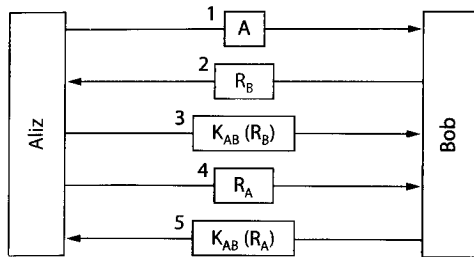 1 A
2 R_B
3 K_AB (R_B)
4 R_A
5 K_AB (R_A)
Aliz
Bob